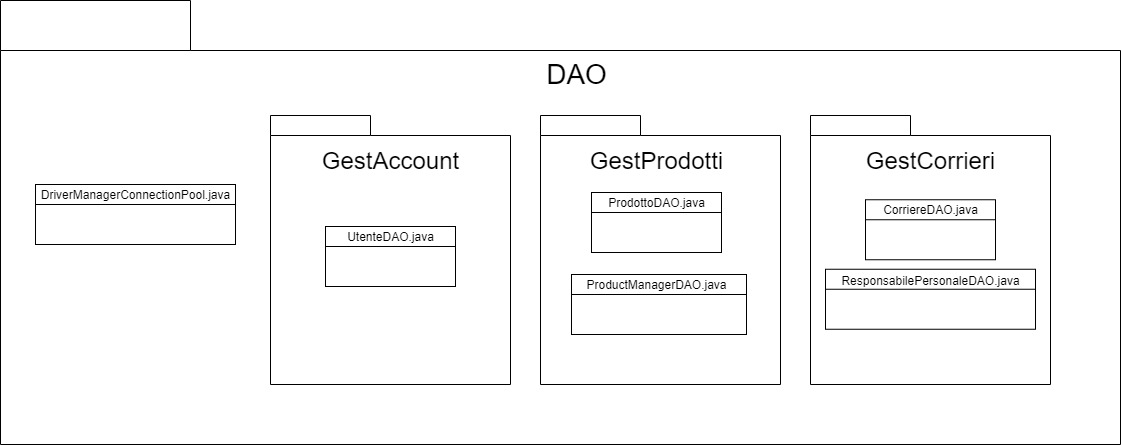 DAO
DriverManagerConnectionPool.java
GestAccount
UtenteDAO.java
GestProdotti
ProdottoDAO.java
ProductManagerDAO.java
GestCorrieri
CorriereDAO.java
ResponsabilePersonaleDAO.java